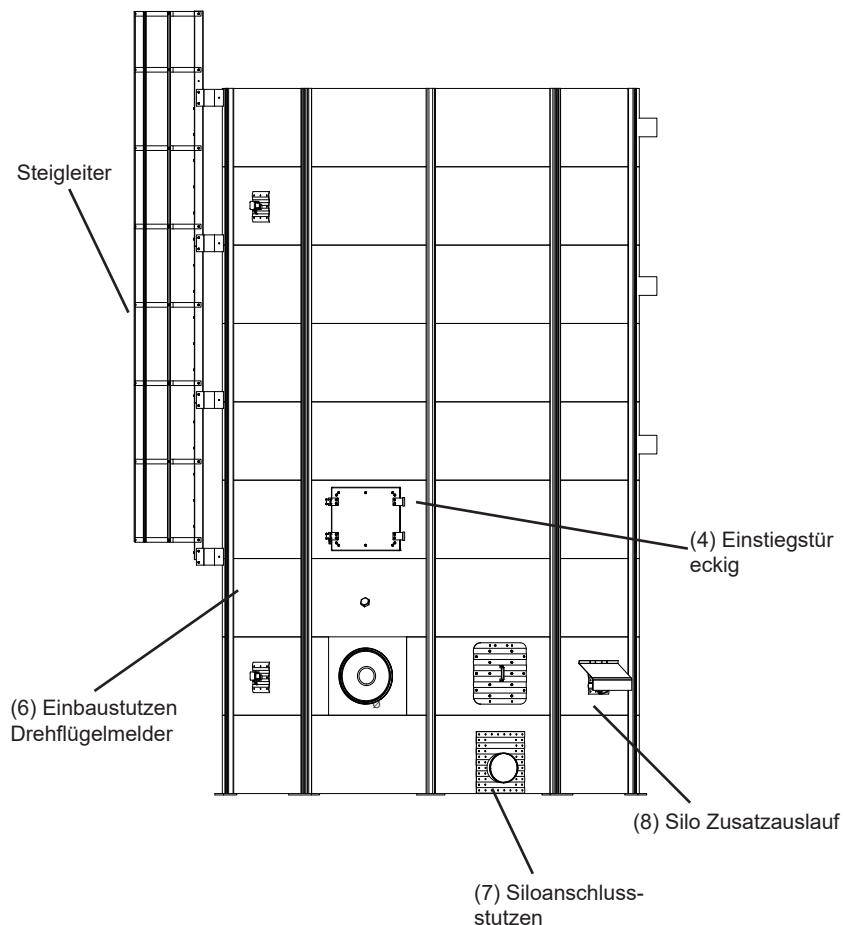 Steigleiter
(4) Einstiegstür
eckig
(6) Einbaustutzen
Drehflügelmelder
(8) Silo Zusatzauslauf
(7) Siloanschluss-
stutzen